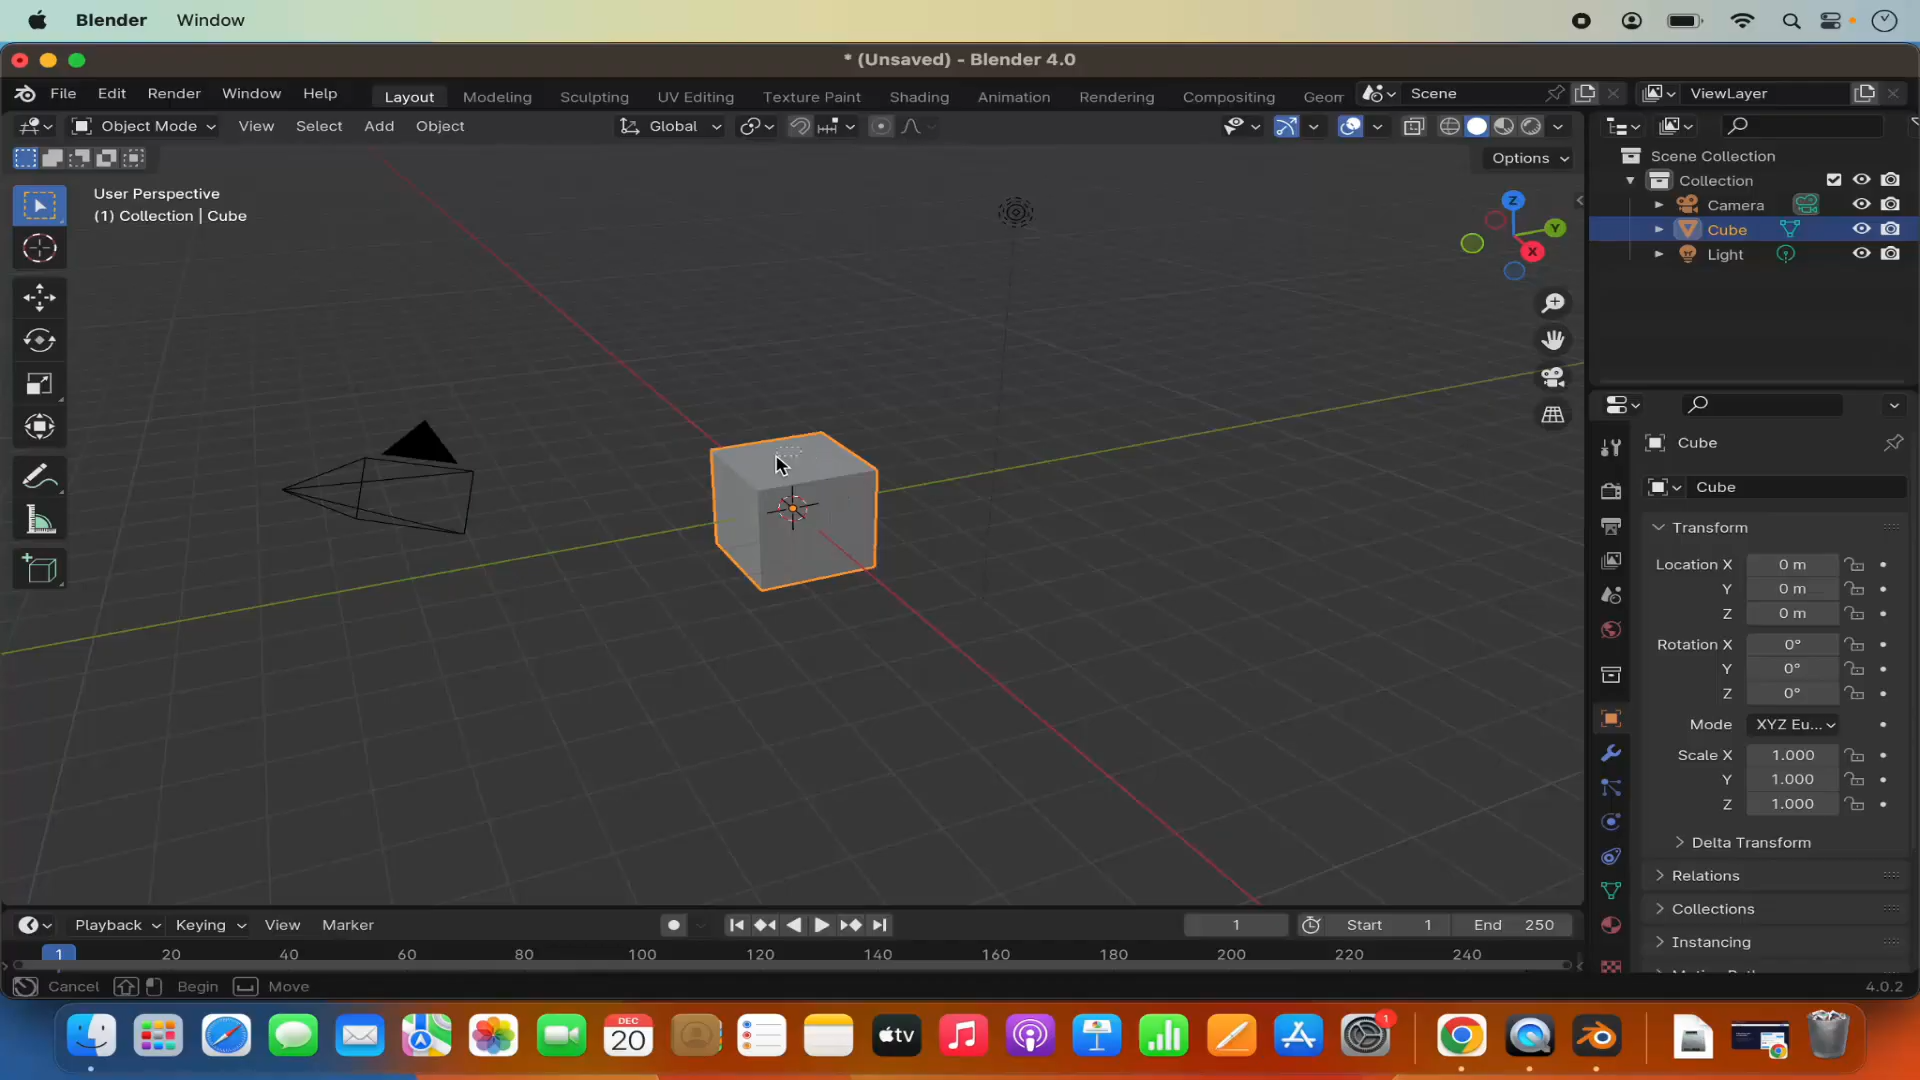 Blender Window
* (Unsaved) - Blender 4.0
File Edit Render Window Help Layout Modeling Sculpting UV Editing Texture Paint Shading Animation Rendering Compositing Geom Scene ViewLayer
Object Mode View Select Add Object Global
Options
User Perspective
(1) Collection | Cube
Z
Y
X
Scene Collection
Collection
Camera
Cube
Light
Cube
Cube
Transform
Location X 0 m
Y 0 m
Z 0 m
Rotation X 0°
Y 0°
Z 0°
Mode XYZ Eu...
Scale X 1.000
Y 1.000
Z 1.000
Delta Transform
Relations
Collections
Instancing
Playback Keying View Marker 1 Start 1 End 250
1 20 40 60 80 100 120 140 160 180 200 220 240
Cancel Begin Move 4.0.2
DEC
20
tv
1